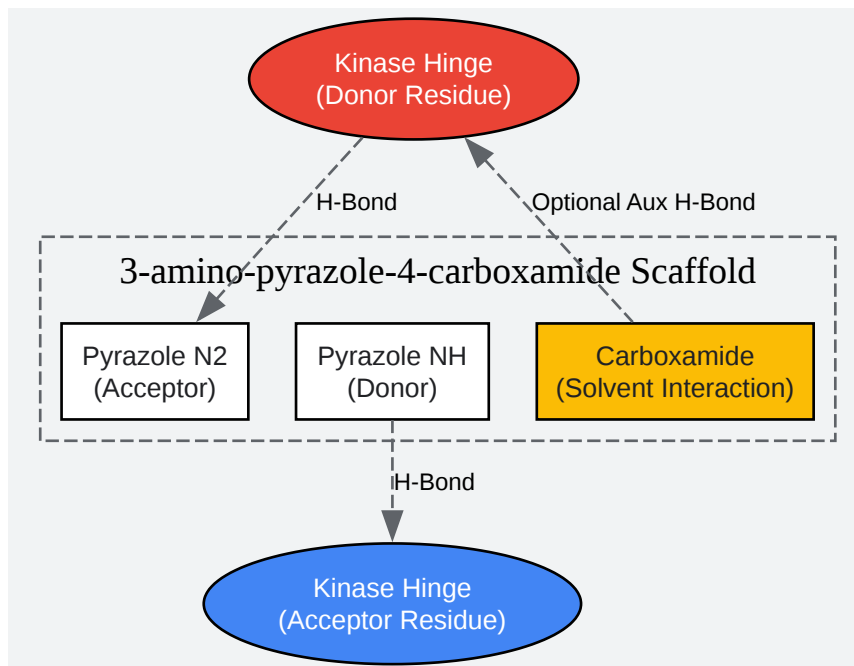 Kinase Hinge
(Donor Residue)
H-Bond
Optional Aux H-Bond
3-amino-pyrazole-4-carboxamide Scaffold
Pyrazole N2
(Acceptor)
Pyrazole NH
(Donor)
Carboxamide
(Solvent Interaction)
H-Bond
Kinase Hinge
(Acceptor Residue)